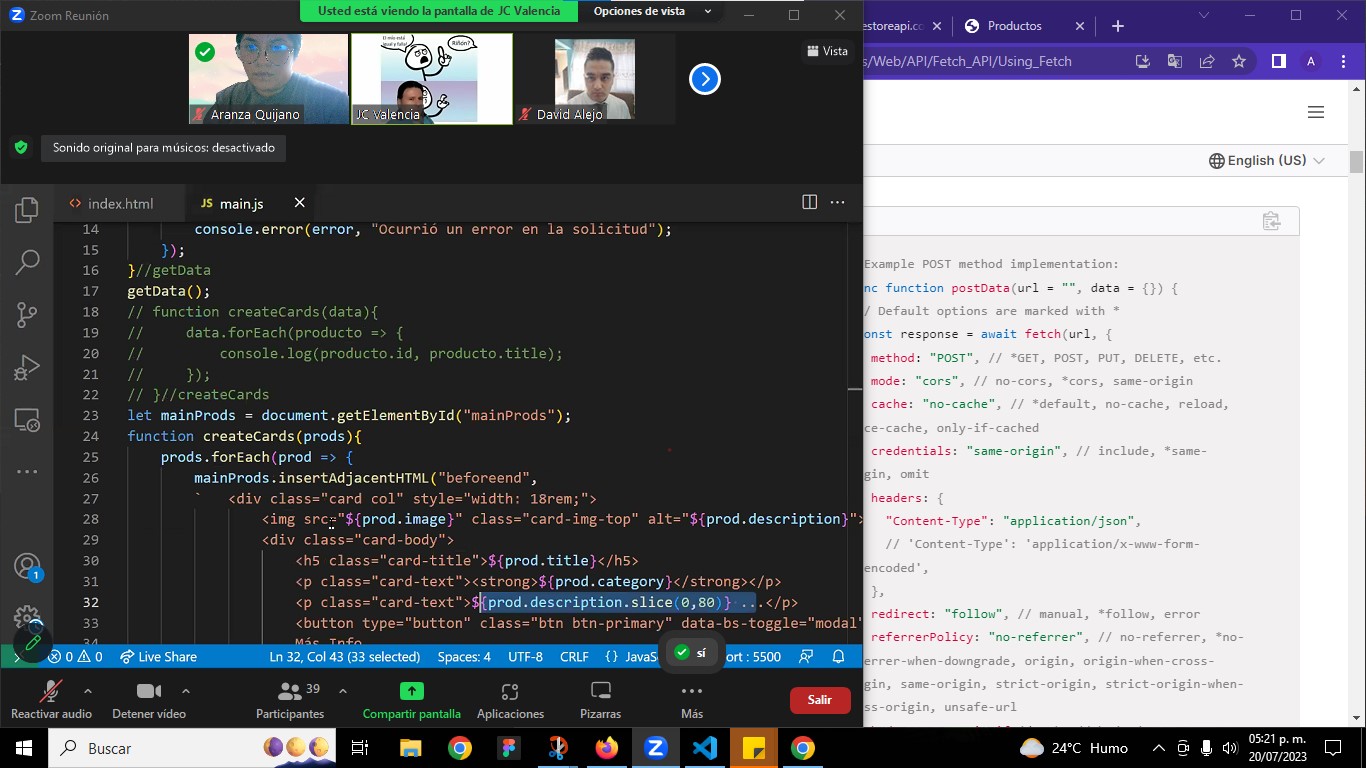 Zoom Reunión
Usted está viendo la pantalla de JC Valencia
Opciones de vista
estoreapi.co
Productos
s/Web/API/Fetch_API/Using_Fetch
A
El mío está
igual y falla!
Riñón?
Aranza Quijano
JC Valencia
David Alejo
Vista
Sonido original para músicos: desactivado
English (US)
index.html
JS main.js
14 console.error(error, "Ocurrió un error en la solicitud");
15 });
16 }//getData
17 getData();
18 // function createCards(data){
19 //     data.forEach(producto => {
20 //         console.log(producto.id, producto.title);
21 //     });
22 // }//createCards
23 let mainProds = document.getElementById("mainProds");
24 function createCards(prods){
25 prods.forEach(prod => {
26 mainProds.insertAdjacentHTML("beforeend",
27 `   <div class="card col" style="width: 18rem;">
28 <img src="${prod.image}" class="card-img-top" alt="${prod.description}">
29 <div class="card-body">
30 <h5 class="card-title">${prod.title}</h5>
31 <p class="card-text"><strong>${prod.category}</strong></p>
32 <p class="card-text">${prod.description.slice(0,80)} ...</p>
33 <button type="button" class="btn btn-primary" data-bs-toggle="modal"
34 Más Info
Example POST method implementation:
nc function postData(url = "", data = {}) {
/ Default options are marked with *
onst response = await fetch(url, {
method: "POST", // *GET, POST, PUT, DELETE, etc.
mode: "cors", // no-cors, *cors, same-origin
cache: "no-cache", // *default, no-cache, reload,
ce-cache, only-if-cached
credentials: "same-origin", // include, *same-
gin, omit
headers: {
"Content-Type": "application/json",
// 'Content-Type': 'application/x-www-form-
encoded',
},
redirect: "follow", // manual, *follow, error
referrerPolicy: "no-referrer", // no-referrer, *no-
errer-when-downgrade, origin, origin-when-cross-
gin, same-origin, strict-origin, strict-origin-when-
ss-origin, unsafe-url
1
0 0 Live Share
Ln 32, Col 43 (33 selected)
Spaces: 4
UTF-8
CRLF
{ } JavaS
sí
ort : 5500
Reactivar audio
Detener vídeo
39
Participantes
Compartir pantalla
Aplicaciones
Pizarras
Más
Salir
Buscar
24°C Humo
05:21 p. m.
20/07/2023